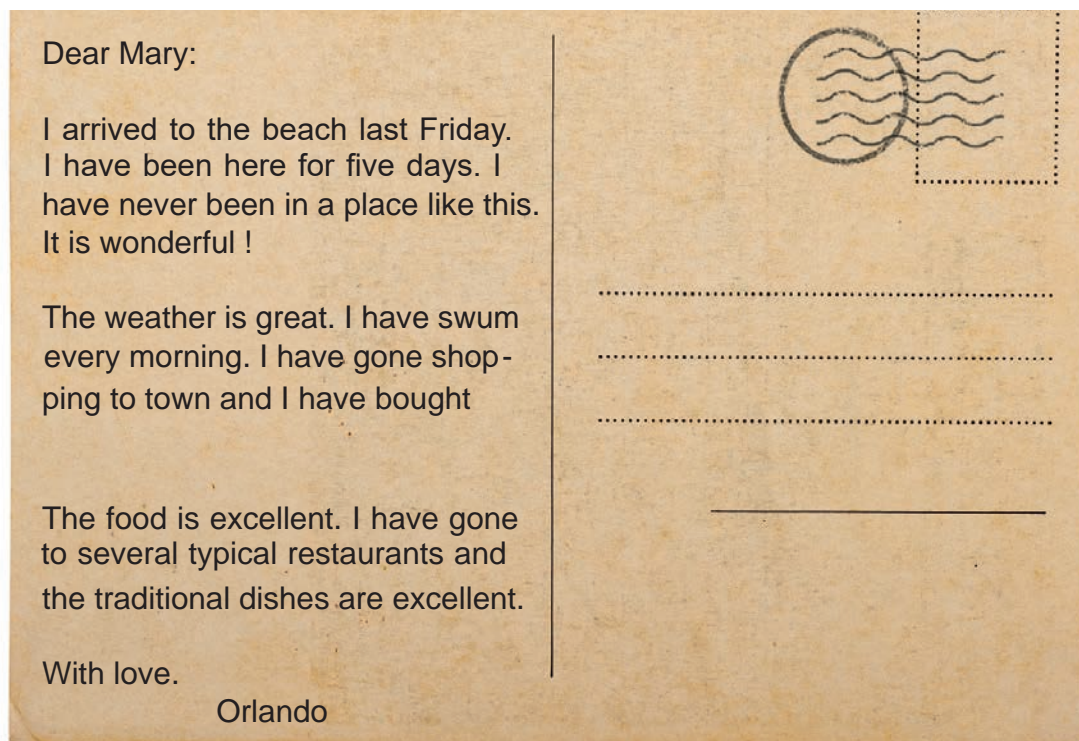 Dear Mary:
I arrived to the beach last Friday.
I have been here for five days. I
have never been in a place like this.
It is wonderful !
The weather is great. I have swum
every morning. I have gone shop-
ping to town and I have bought
The food is excellent. I have gone
to several typical restaurants and
the traditional dishes are excellent.
With love.
Orlando